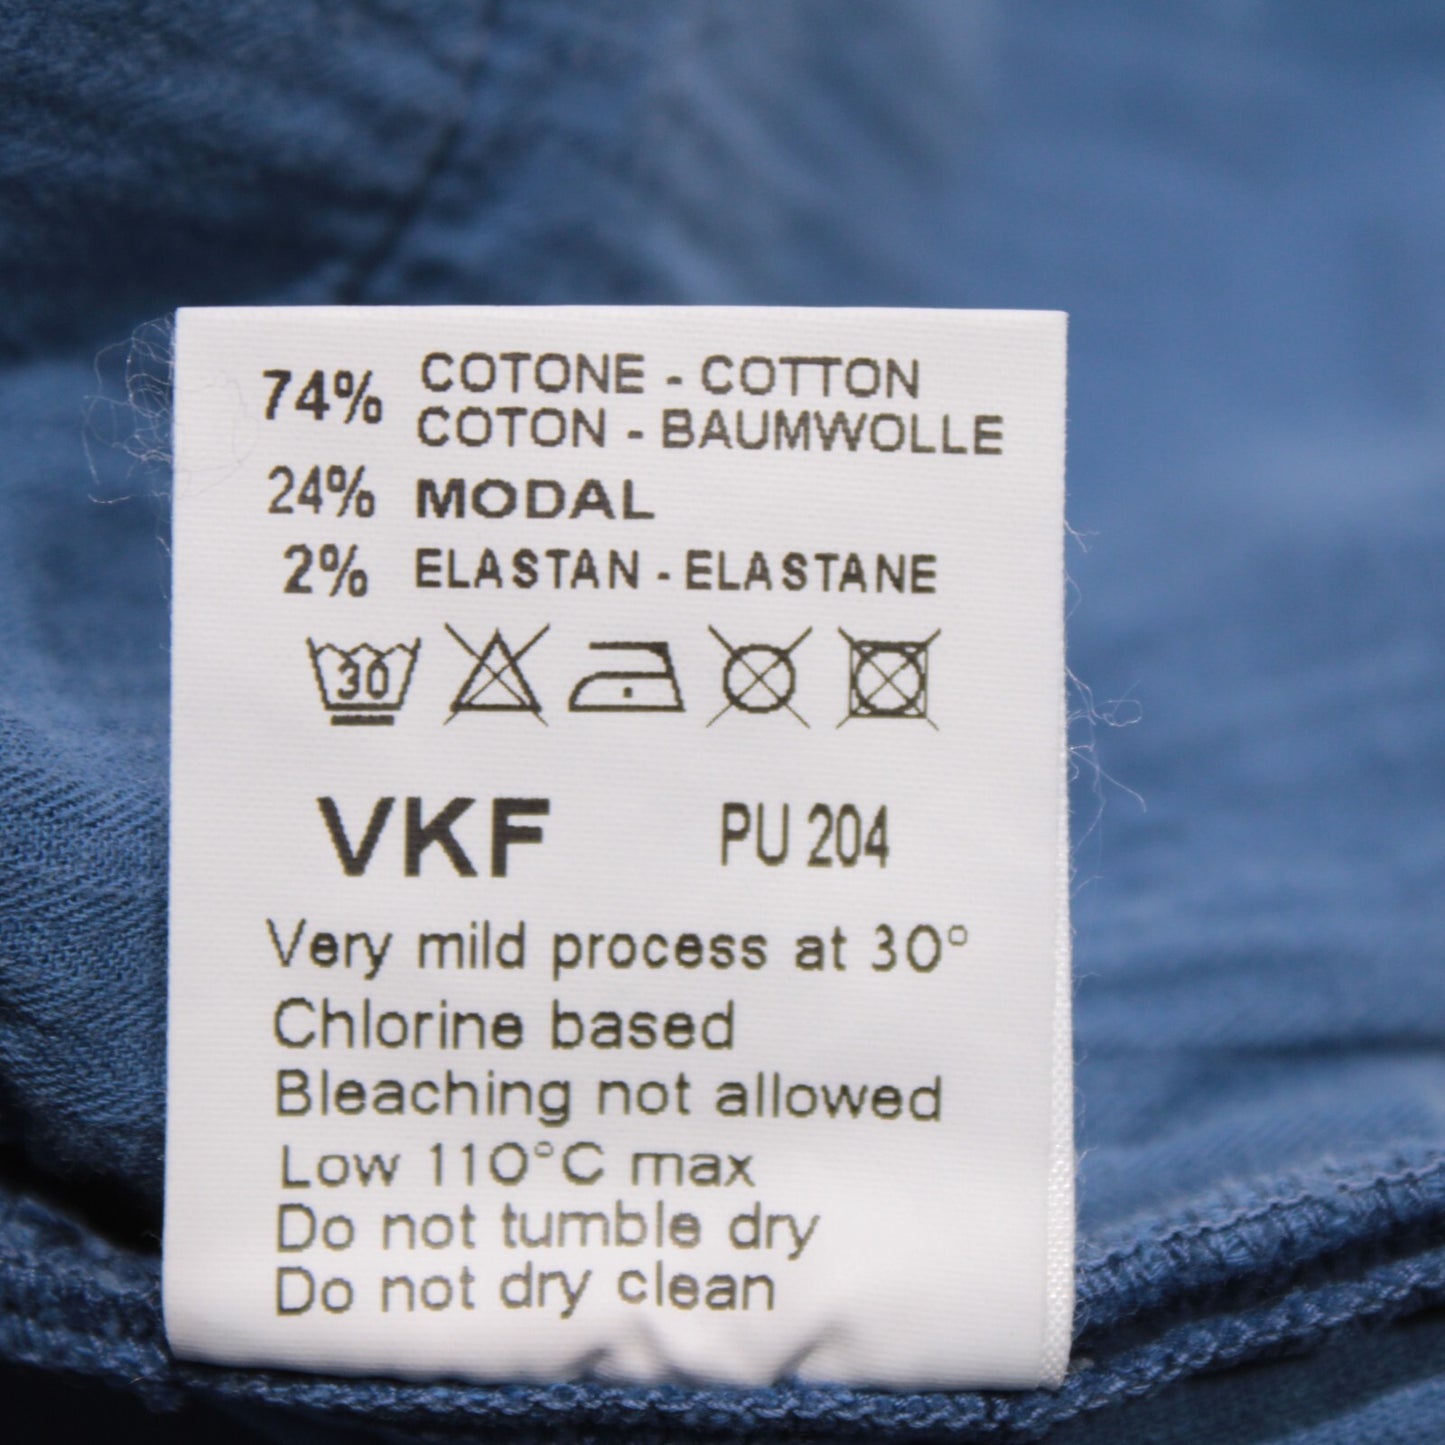 74% COTONE - COTTON
COTON - BAUMWOLLE
24% MODAL
2% ELASTAN - ELASTANE
30
VKF PU 204
Very mild process at 30°
Chlorine based
Bleaching not allowed
Low 110°C max
Do not tumble dry
Do not dry clean